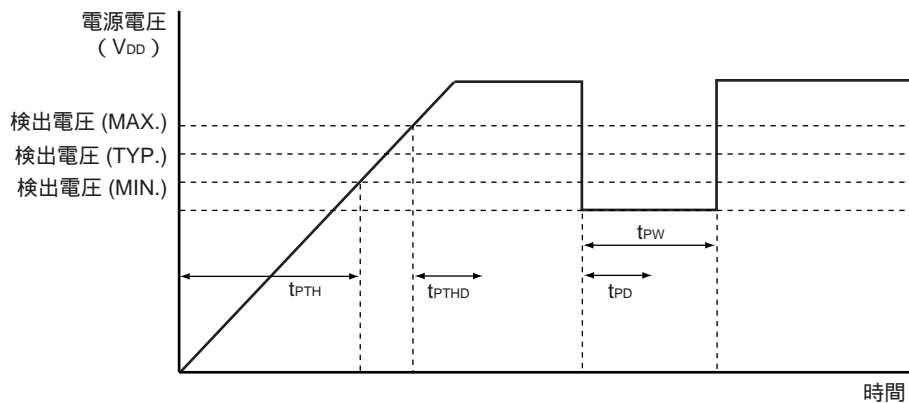 電源電圧
（VDD）
検出電圧 (MAX.)
検出電圧 (TYP.)
検出電圧 (MIN.)
tPW
tPTH
tPTHD
tPD
時間